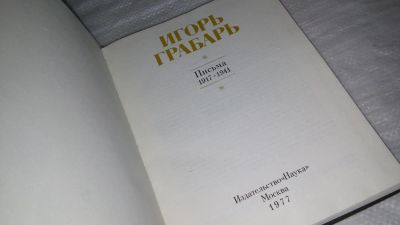 ИГОРЬ
ГРАБАРЬ
Письма
1917-1941
Издательство «Наука»
Москва
1977